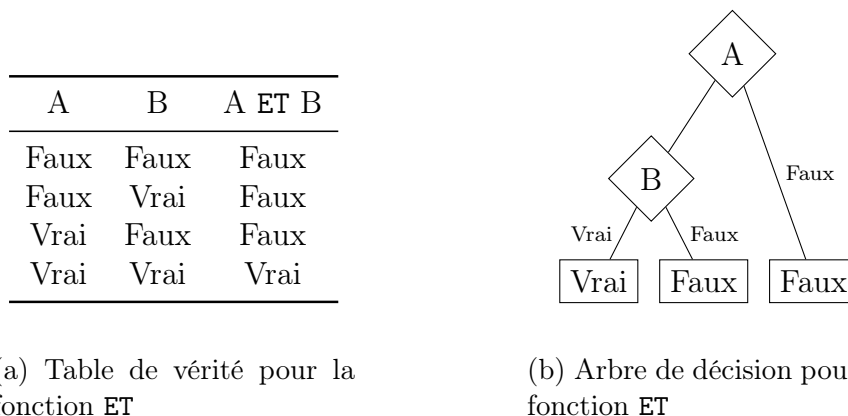 A B A ET B
Faux Faux Faux
Faux Vrai Faux
Vrai Faux Faux
Vrai Vrai Vrai
(a) Table de vérité pour la
fonction ET
A
B
Faux
Vrai Faux
Vrai Faux Faux
(b) Arbre de décision pou
fonction ET